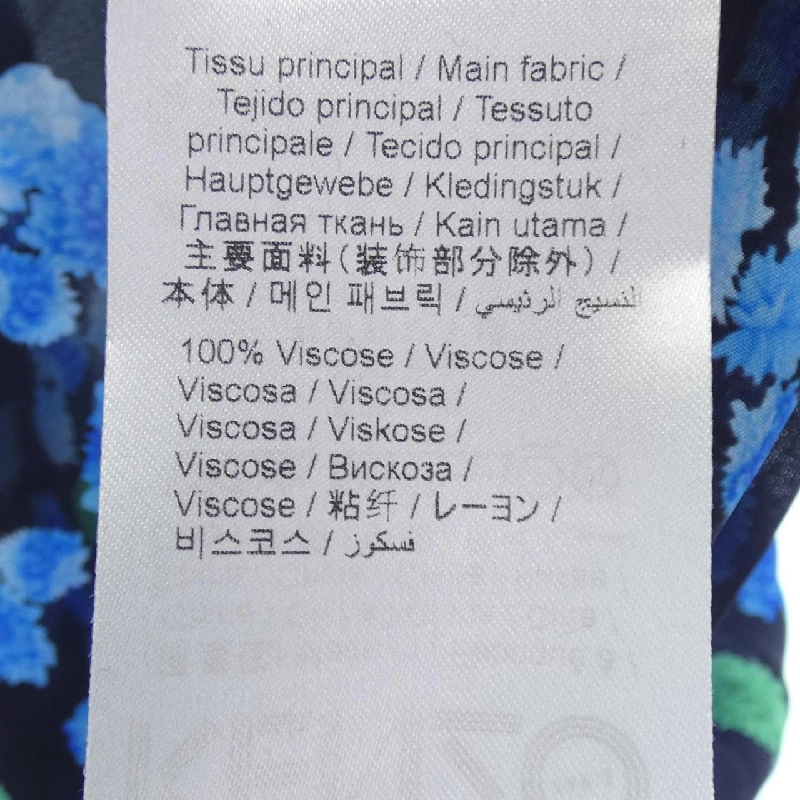 Tissu principal / Main fabric /
Tejido principal / Tessuto
principale / Tecido principal /
Hauptgewebe / Kledingstuk /
Главная ткань / Kain utama /
主要面料(装饰部分除外) /
本体 / 메인 패브릭 / النسيج الرئيسي
100% Viscose / Viscose /
Viscosa / Viscosa /
Viscosa / Viskose /
Viscose / Вискоза /
Viscose / 粘纤 / レーヨン /
비스코스 / فسكوز